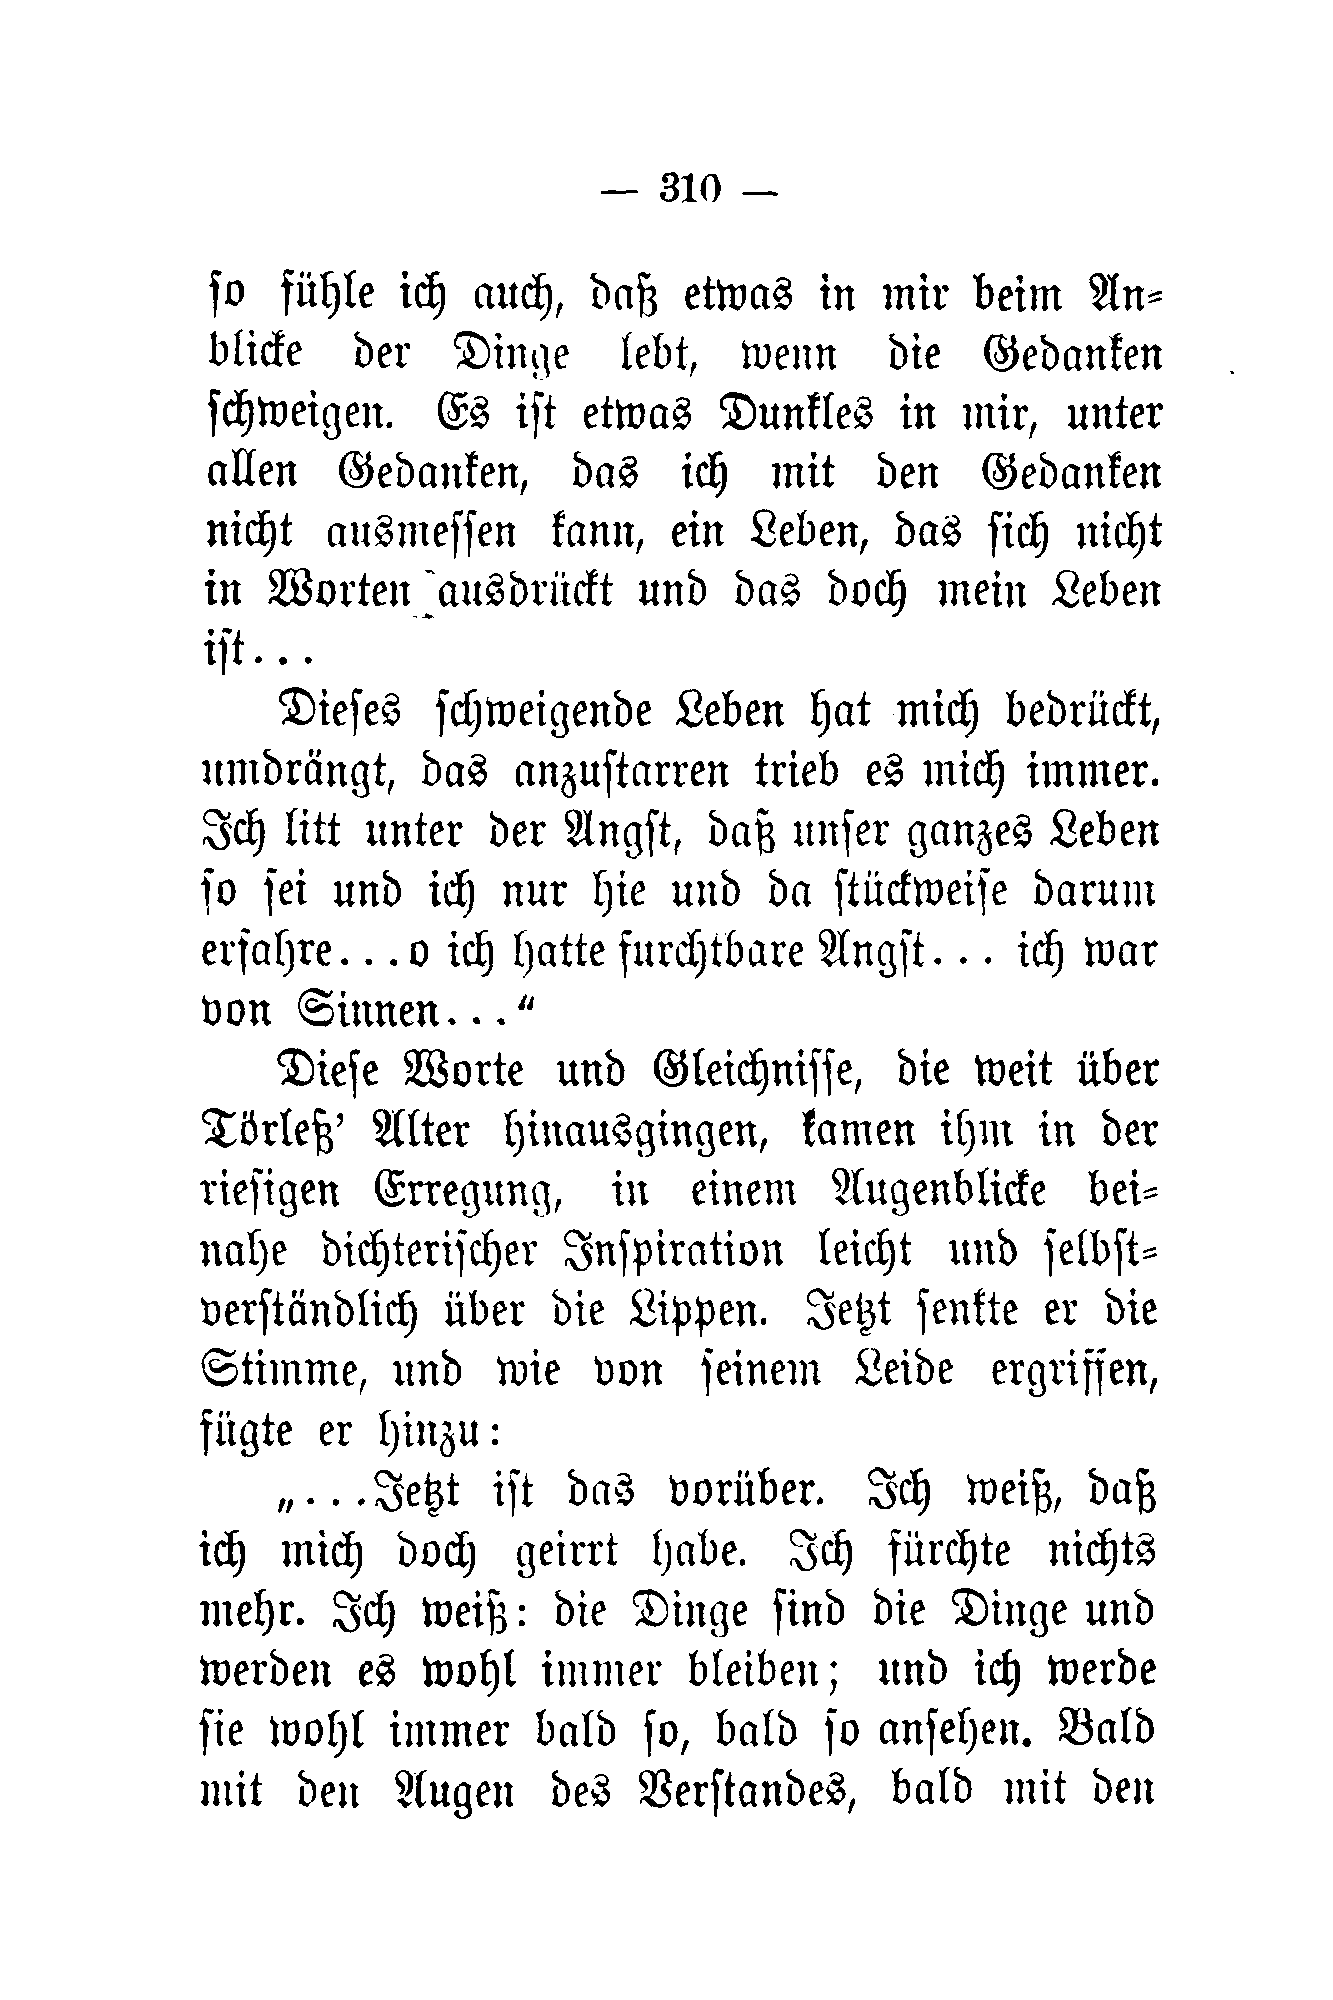 — 310 —
so fühle ich auch, daß etwas in mir beim An-
blicke der Dinge lebt, wenn die Gedanken
schweigen. Es ist etwas Dunkles in mir, unter
allen Gedanken, das ich mit den Gedanken
nicht ausmessen kann, ein Leben, das sich nicht
in Worten ausdrückt und das doch mein Leben
ist...
Dieses schweigende Leben hat mich bedrückt,
umdrängt, das anzustarren trieb es mich immer.
Ich litt unter der Angst, daß unser ganzes Leben
so sei und ich nur hie und da stückweise darum
erfahre...o ich hatte furchtbare Angst... ich war
von Sinnen..."
Diese Worte und Gleichnisse, die weit über
Törleß' Alter hinausgingen, kamen ihm in der
riesigen Erregung, in einem Augenblicke bei-
nahe dichterischer Inspiration leicht und selbst-
verständlich über die Lippen. Jetzt senkte er die
Stimme, und wie von seinem Leide ergriffen,
fügte er hinzu:
„...Jetzt ist das vorüber. Ich weiß, daß
ich mich doch geirrt habe. Ich fürchte nichts
mehr. Ich weiß: die Dinge sind die Dinge und
werden es wohl immer bleiben; und ich werde
sie wohl immer bald so, bald so ansehen. Bald
mit den Augen des Verstandes, bald mit den